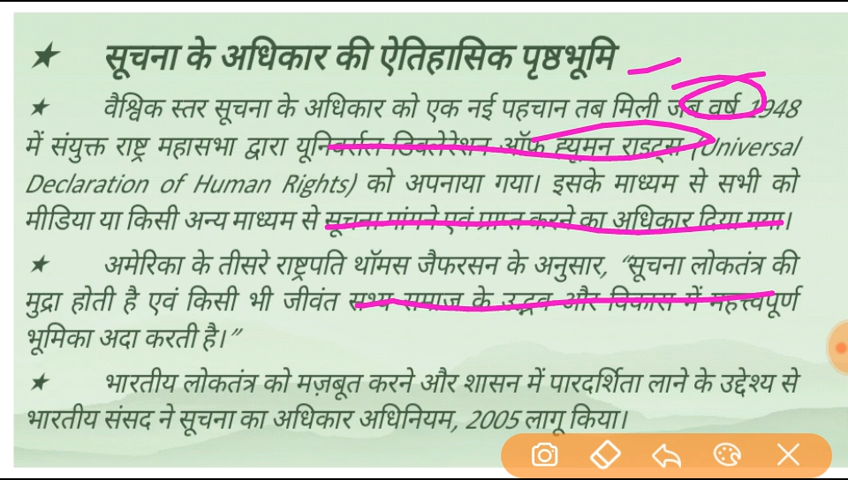 ★ सूचना के अधिकार की ऐतिहासिक पृष्ठभूमि
★ वैश्विक स्तर सूचना के अधिकार को एक नई पहचान तब मिली जब वर्ष 1948
में संयुक्त राष्ट्र महासभा द्वारा यूनिवर्सल डिक्लेरेशन ऑफ़ ह्यूमन राइट्स (Universal
Declaration of Human Rights) को अपनाया गया। इसके माध्यम से सभी को
मीडिया या किसी अन्य माध्यम से सूचना मांगने एवं प्राप्त करने का अधिकार दिया गया।
★ अमेरिका के तीसरे राष्ट्रपति थॉमस जैफरसन के अनुसार, “सूचना लोकतंत्र की
मुद्रा होती है एवं किसी भी जीवंत सभ्य समाज के उद्भव और विकास में महत्त्वपूर्ण
भूमिका अदा करती है।”
★ भारतीय लोकतंत्र को मज़बूत करने और शासन में पारदर्शिता लाने के उद्देश्य से
भारतीय संसद ने सूचना का अधिकार अधिनियम, 2005 लागू किया।